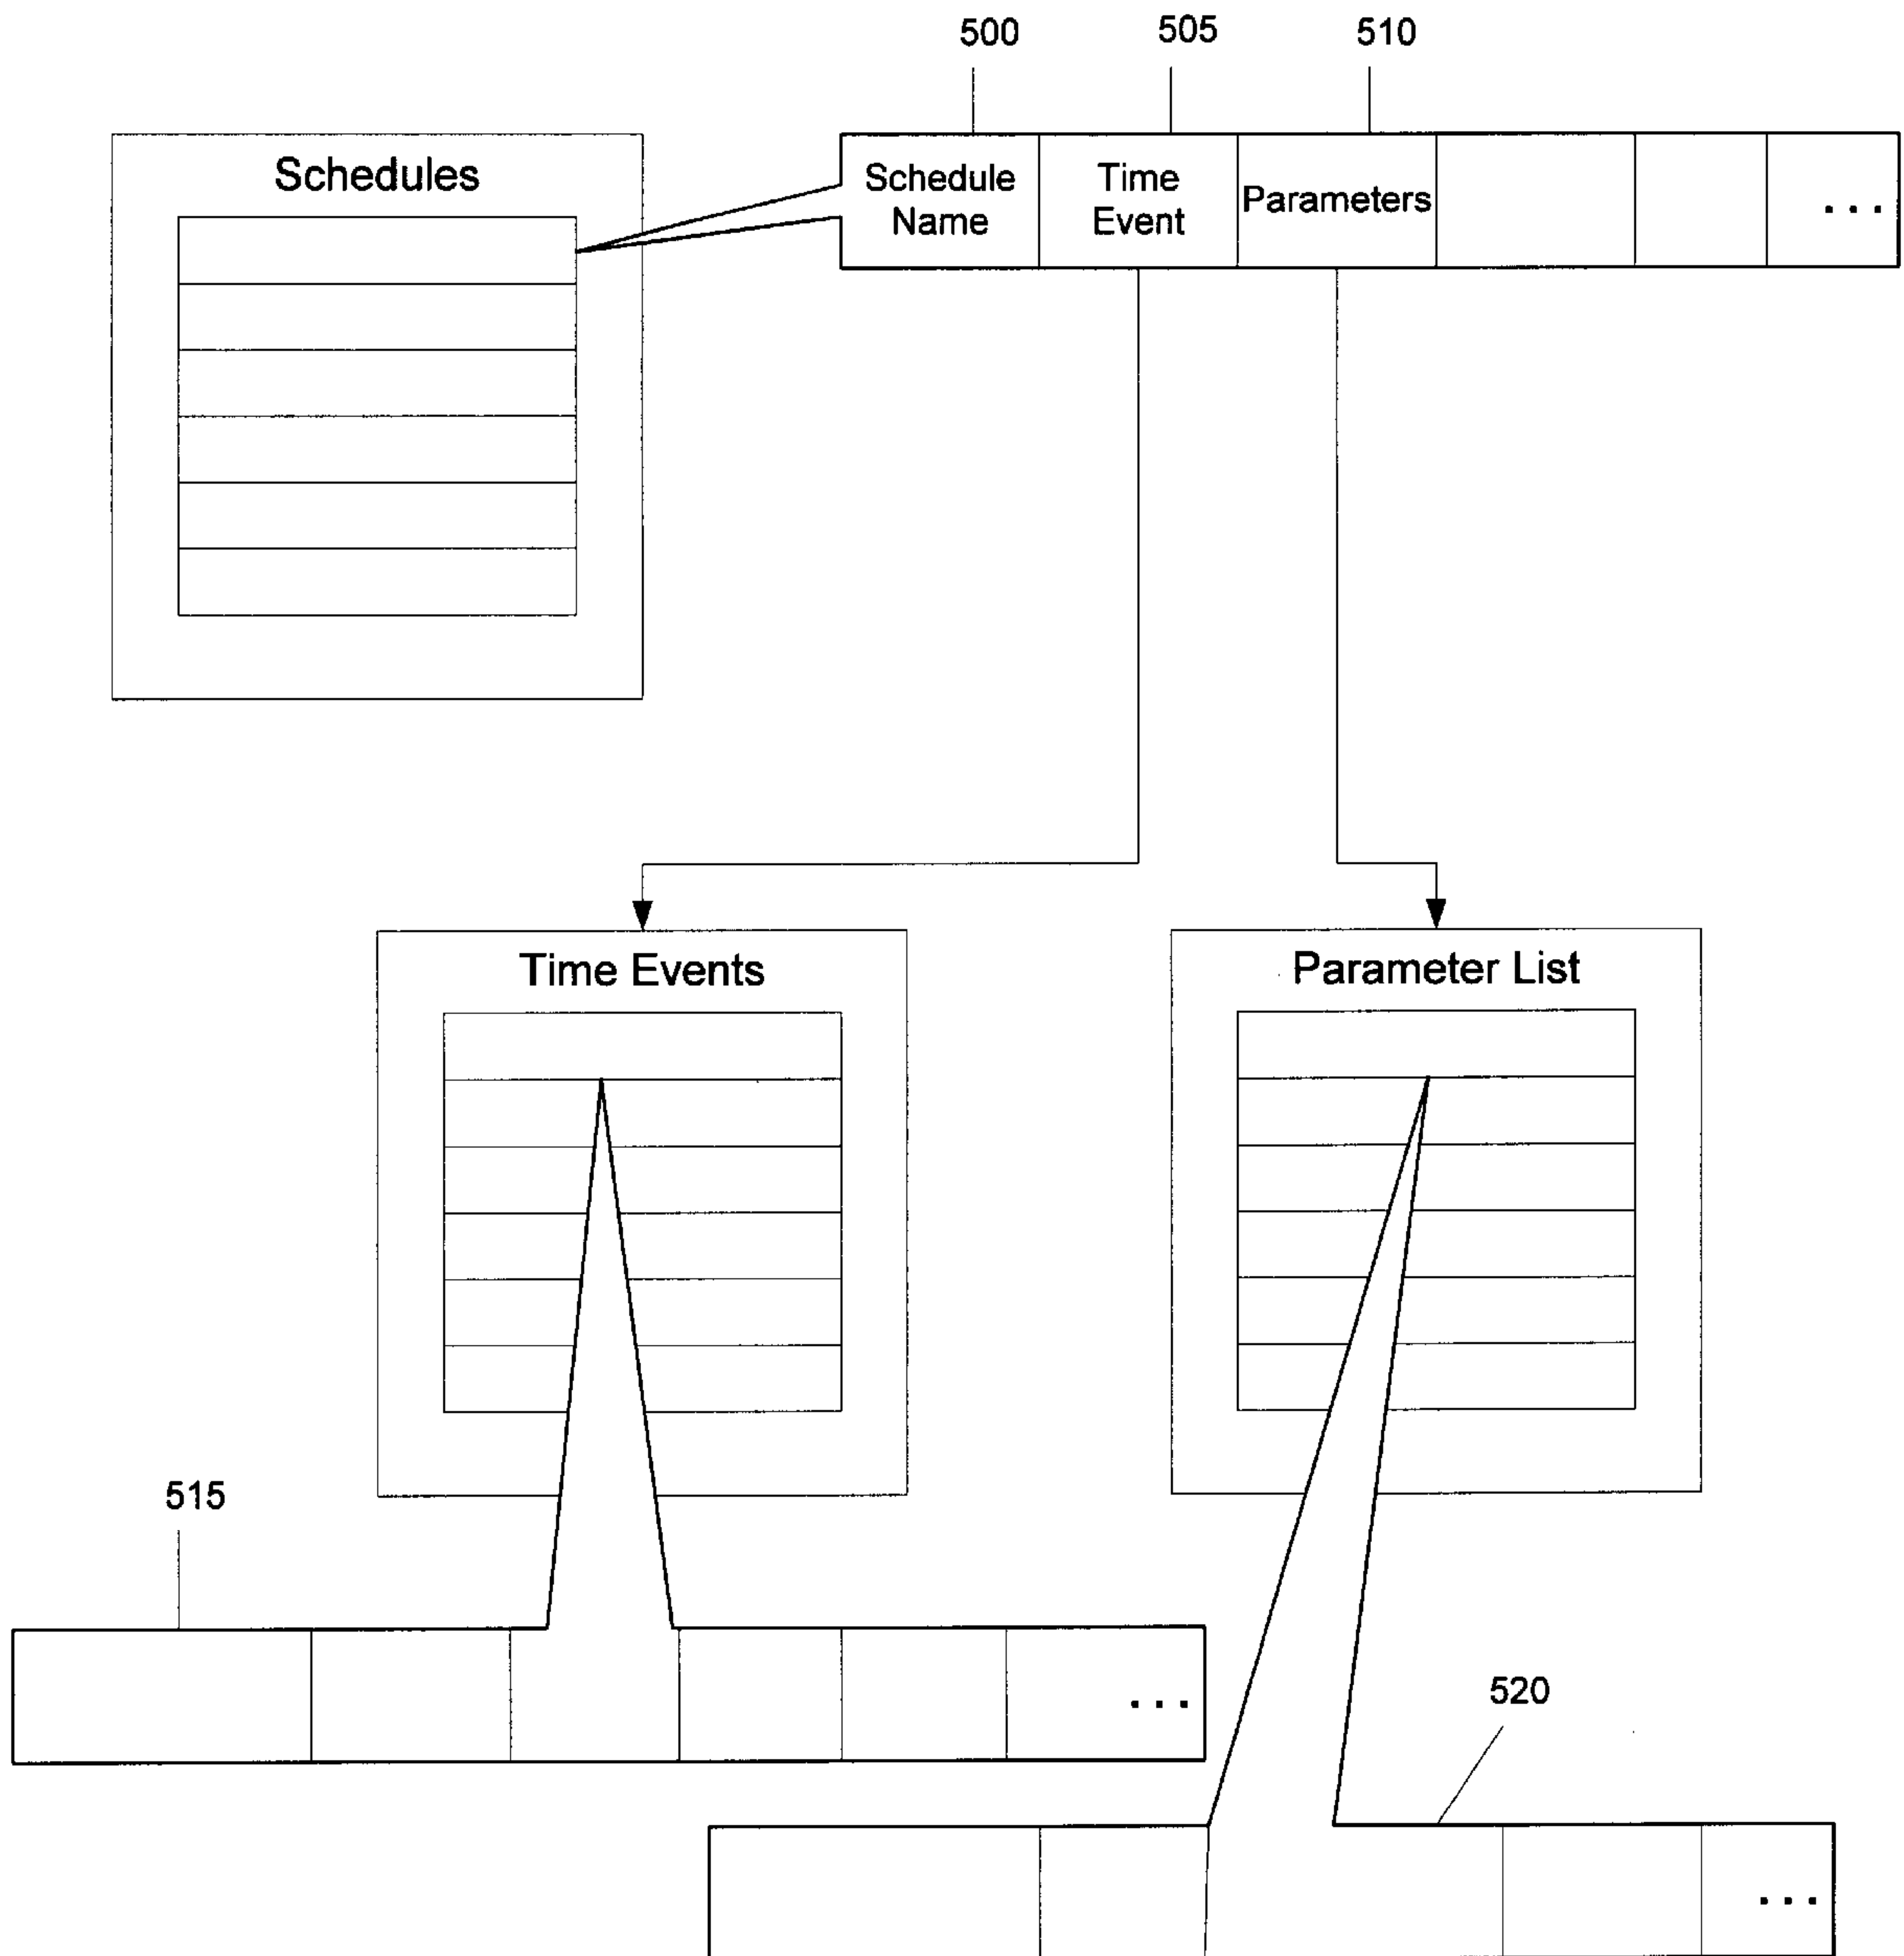 500 505 510
Schedules
Schedule
Name
Time
Event
Parameters
...
Time Events
Parameter List
515
...
520
...